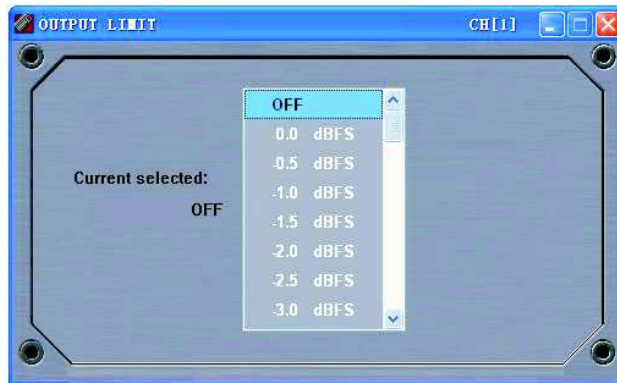 OUTPUT LIMIT CH[1]
OFF
0.0 dBFS
-0.5 dBFS
Current selected:
-1.0 dBFS
OFF
-1.5 dBFS
-2.0 dBFS
-2.5 dBFS
-3.0 dBFS